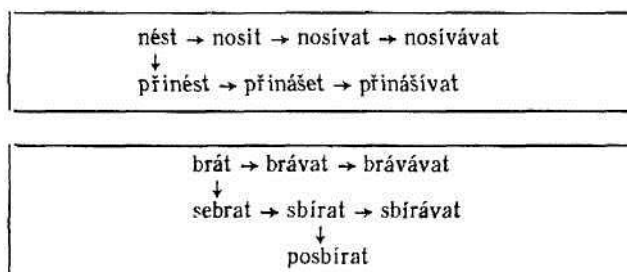 nést → nosit → nosívat → nosívávat
↓
přinést → přinášet → přinášívat
brát → brávat → brávávat
↓
sebrat → sbírat → sbírávat
↓
posbírat